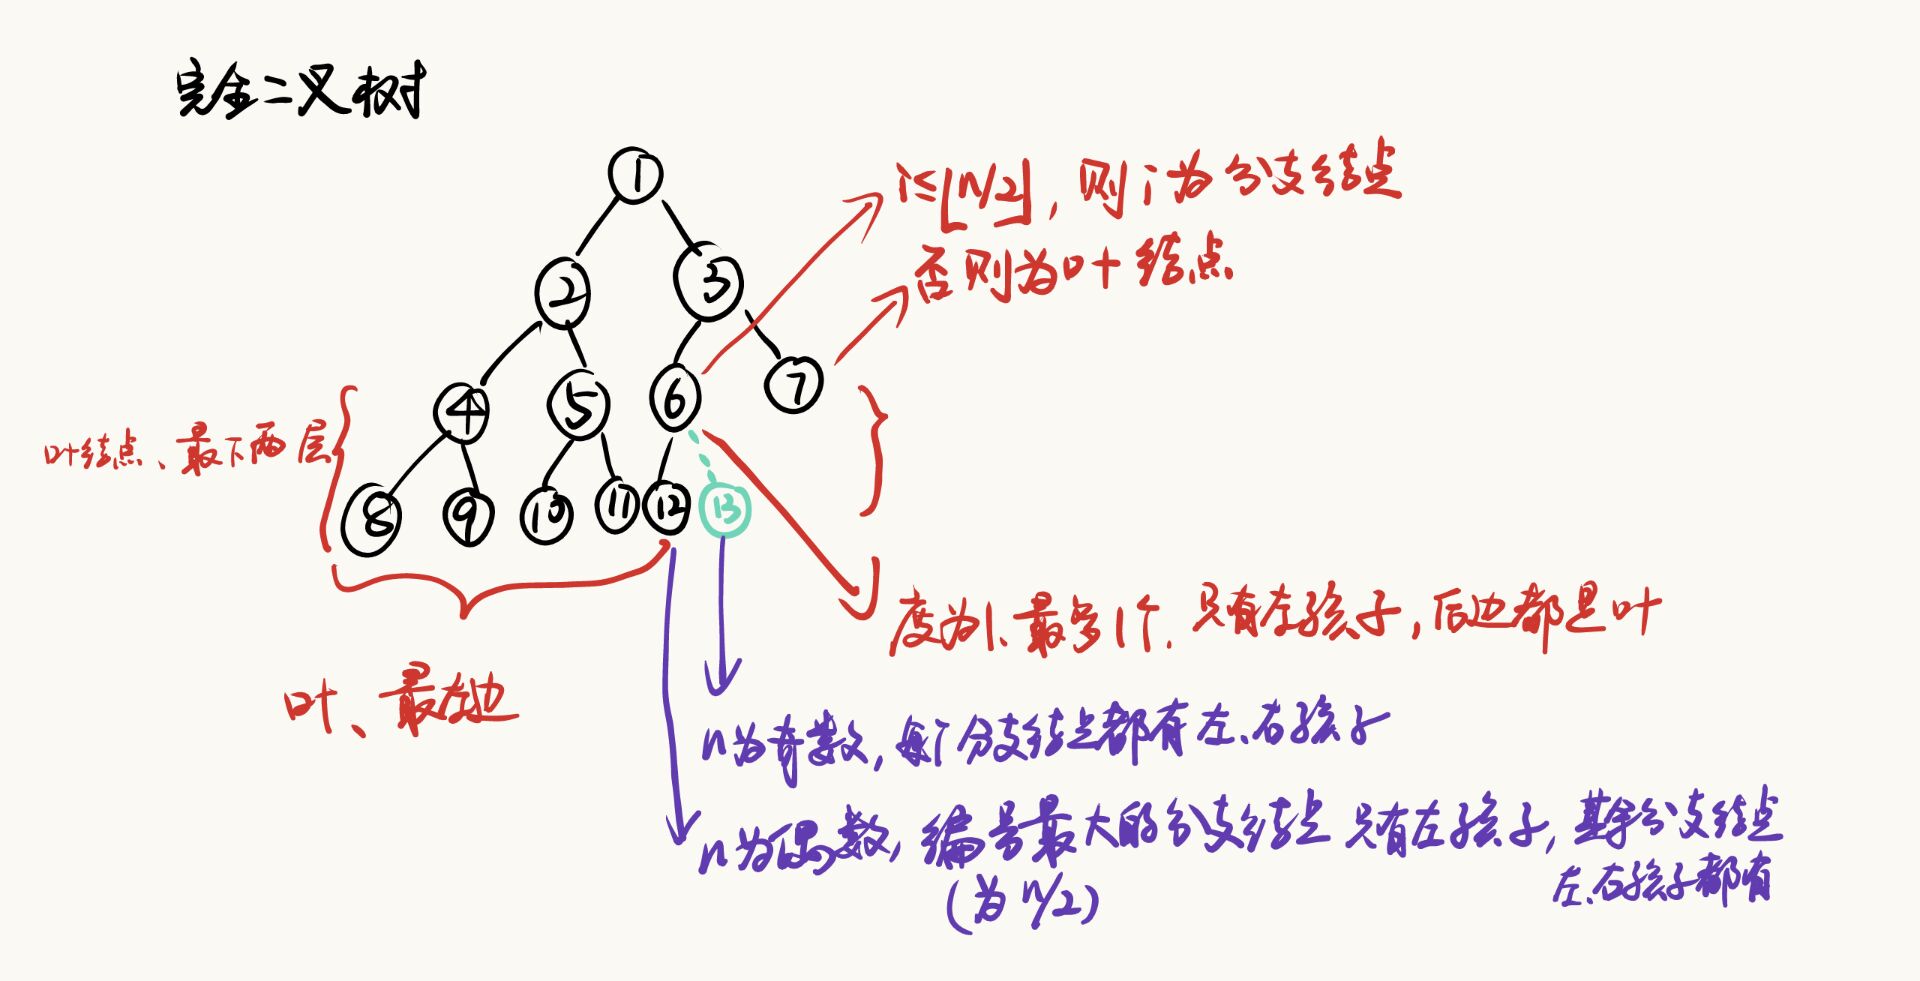 完全二叉树
1
i≤⌊n/2⌋, 则i为分支结点
否则为叶结点
2 3
4 5 6 7
叶结点、最下两层
8 9 10 11 12 13
度为1、最多1个. 只有左孩子, 后边都是叶
叶、最左边
n为奇数, 每个分支结点都有左、右孩子
n为偶数, 编号最大的分支结点只有左孩子, 其余分支结点
(为n/2)
左、右孩子都有